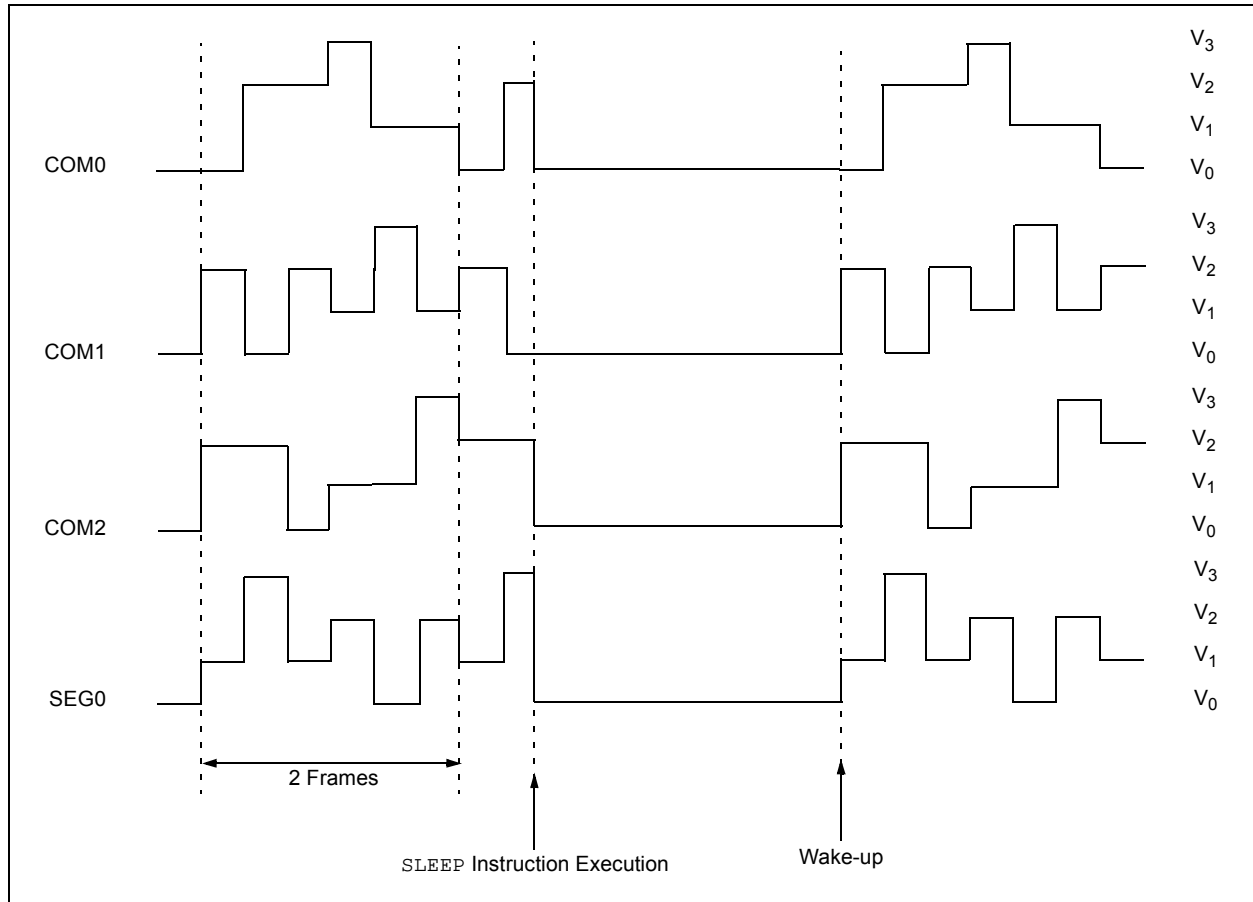 V3
V2
V1
COM0 V0
V3
V2
V1
COM1 V0
V3
V2
V1
COM2 V0
V3
V2
V1
SEG0 V0
2 Frames
SLEEP Instruction Execution
Wake-up